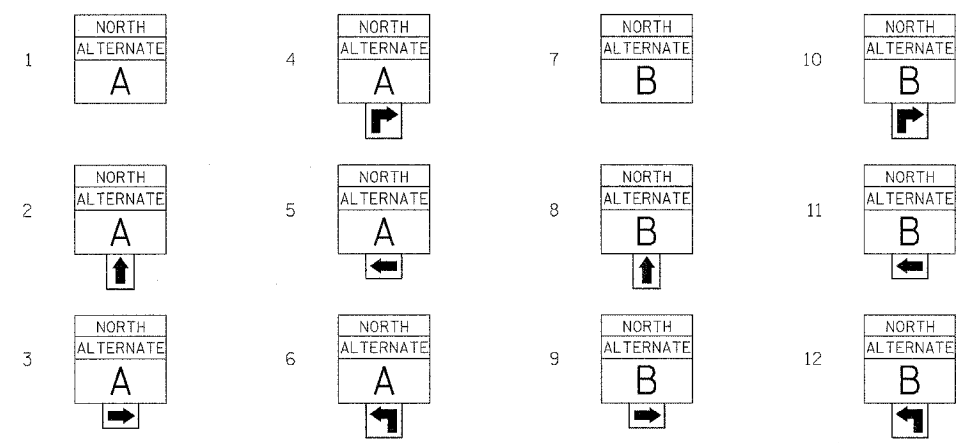 1
NORTH
ALTERNATE
A
4
NORTH
ALTERNATE
A
7
NORTH
ALTERNATE
B
10
NORTH
ALTERNATE
B
2
NORTH
ALTERNATE
A
5
NORTH
ALTERNATE
A
8
NORTH
ALTERNATE
B
11
NORTH
ALTERNATE
B
3
NORTH
ALTERNATE
A
6
NORTH
ALTERNATE
A
9
NORTH
ALTERNATE
B
12
NORTH
ALTERNATE
B